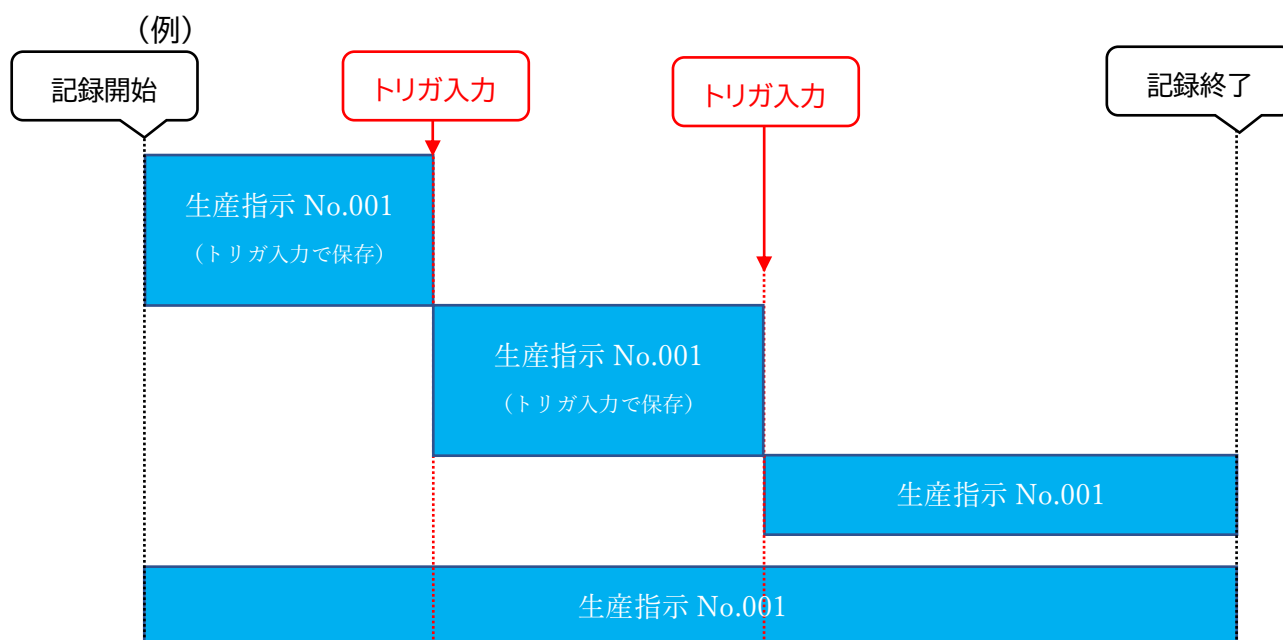 （例）
記録開始
トリガ入力
トリガ入力
記録終了
生産指示 No.001
（トリガ入力で保存）
生産指示 No.001
（トリガ入力で保存）
生産指示 No.001
生産指示 No.001